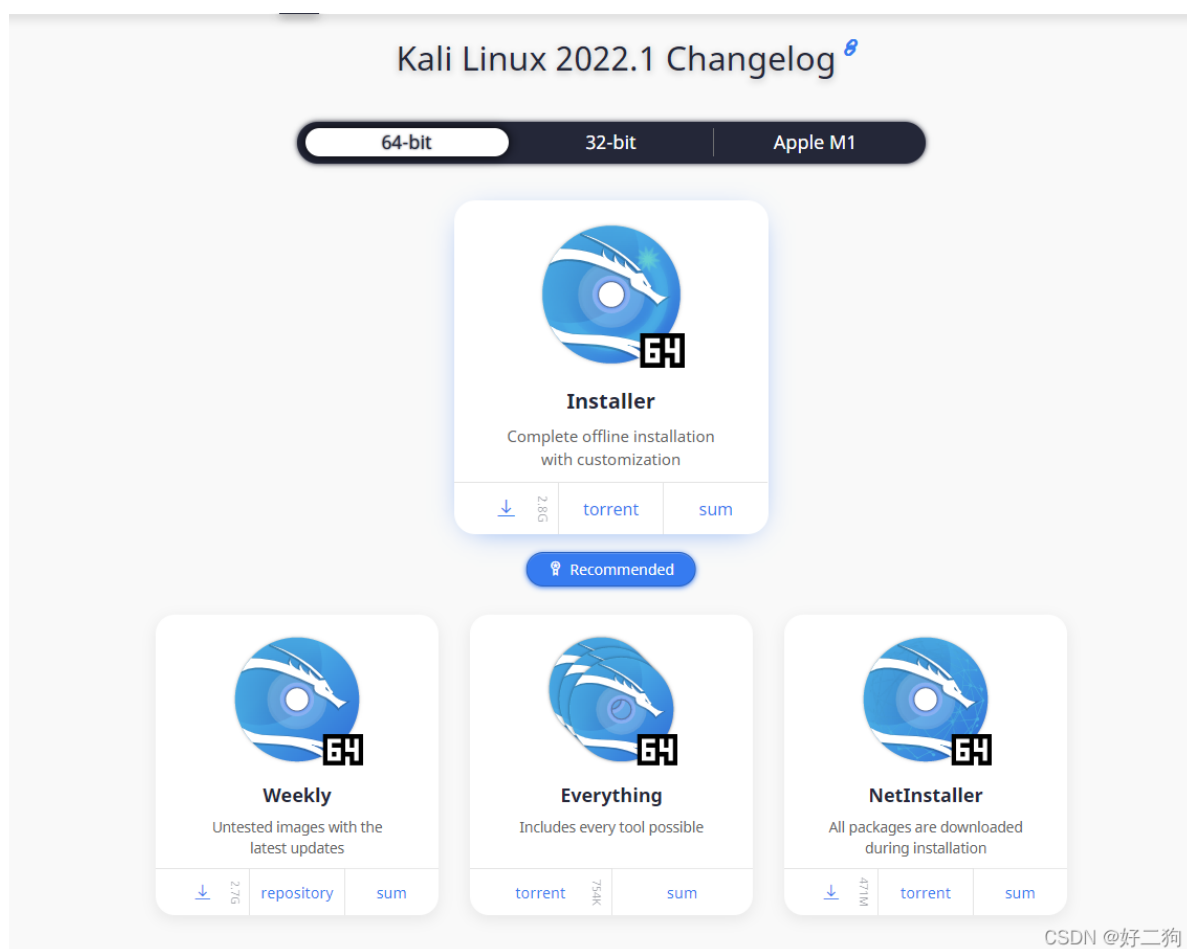 Kali Linux 2022.1 Changelog
64-bit 32-bit Apple M1
64
Installer
Complete offline installation
with customization
2.8G torrent sum
Recommended
64 64 64
Weekly Everything NetInstaller
Untested images with the Includes every tool possible All packages are downloaded
latest updates during installation
2.7G repository sum torrent 754K sum 471M torrent sum
CSDN @好二狗